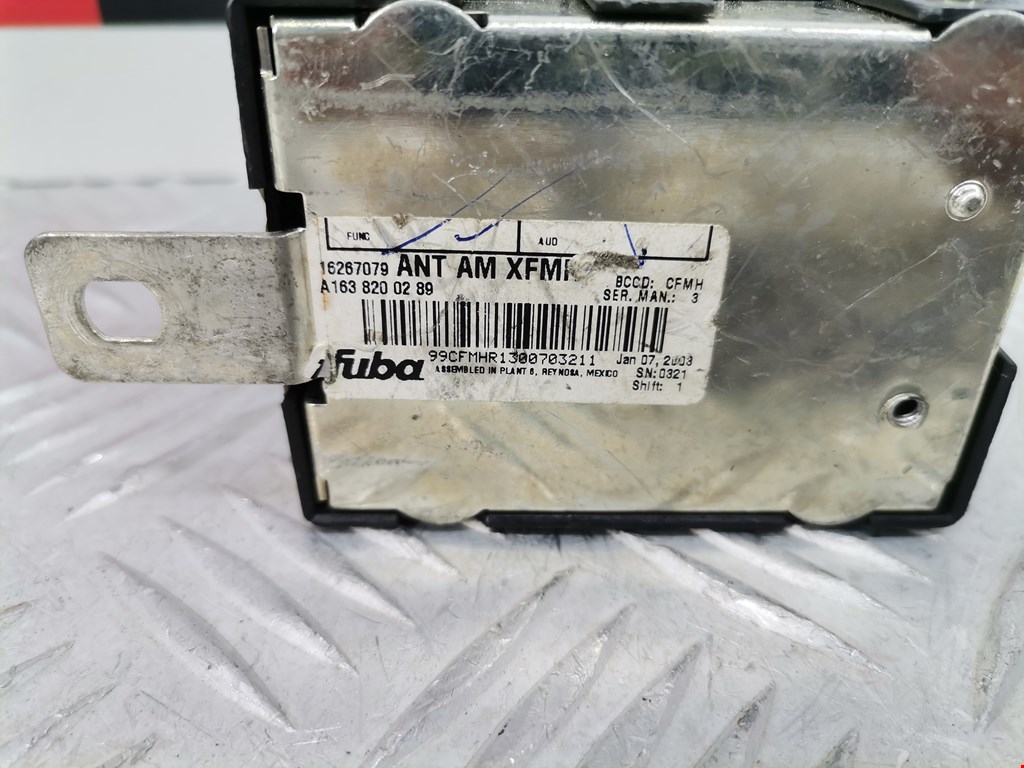 FUNC AUD
16267079 ANT AM XFMR
A163 820 02 89
BCCD: CFMH
SER. MAN.: 3
99CFMHR1300703211
Jan 07, 2003
fuba
ASSEMBLED IN PLANT 6, REYNOSA, MEXICO
SN:0321
Shift: 1